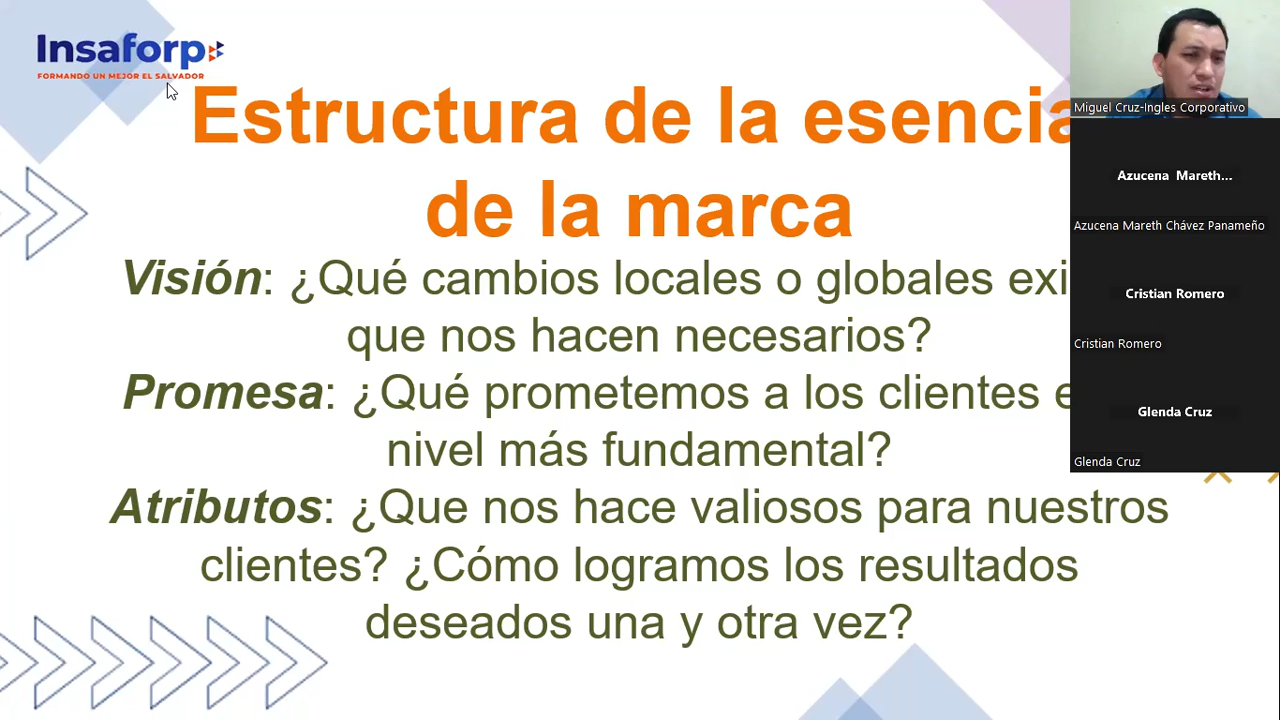 Insaforp
FORMANDO UN MEJOR EL SALVADOR
Estructura de la esencia
de la marca
Visión: ¿Qué cambios locales o globales exi
que nos hacen necesarios?
Promesa: ¿Qué prometemos a los clientes e
nivel más fundamental?
Atributos: ¿Que nos hace valiosos para nuestros
clientes? ¿Cómo logramos los resultados
deseados una y otra vez?
Miguel Cruz-Ingles Corporativo
Azucena Mareth...
Azucena Mareth Chávez Panameño
Cristian Romero
Cristian Romero
Glenda Cruz
Glenda Cruz